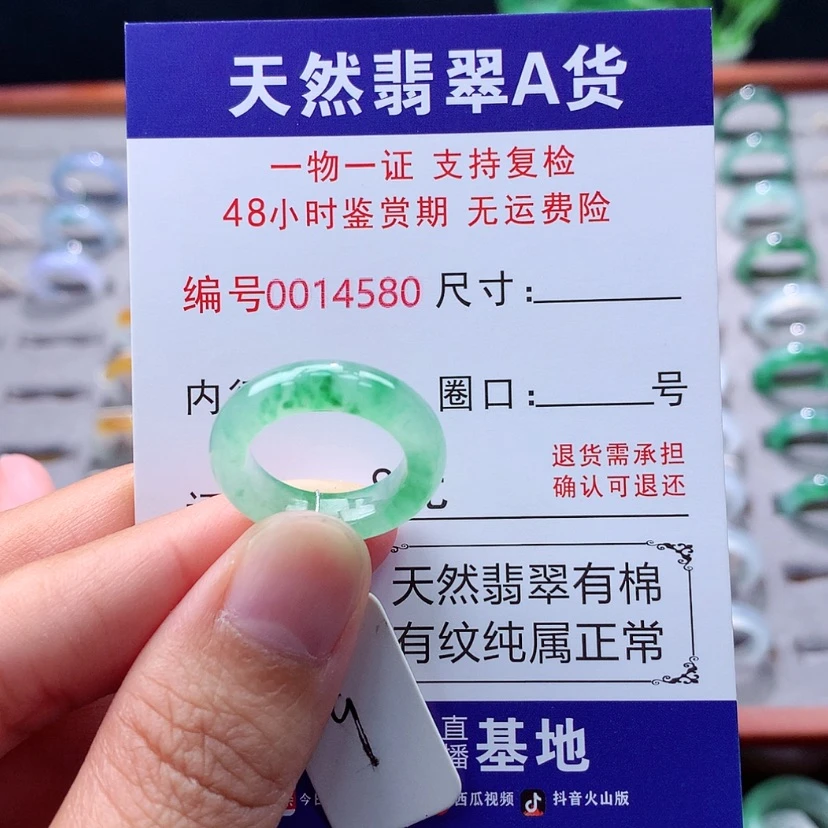 天然翡翠A货
一物一证 支持复检
48小时鉴赏期 无运费险
编号0014580 尺寸:
内 圈口: 号
退货需承担
确认可退还
天然翡翠有棉
有纹纯属正常
直播基地
西瓜视频 抖音火山版